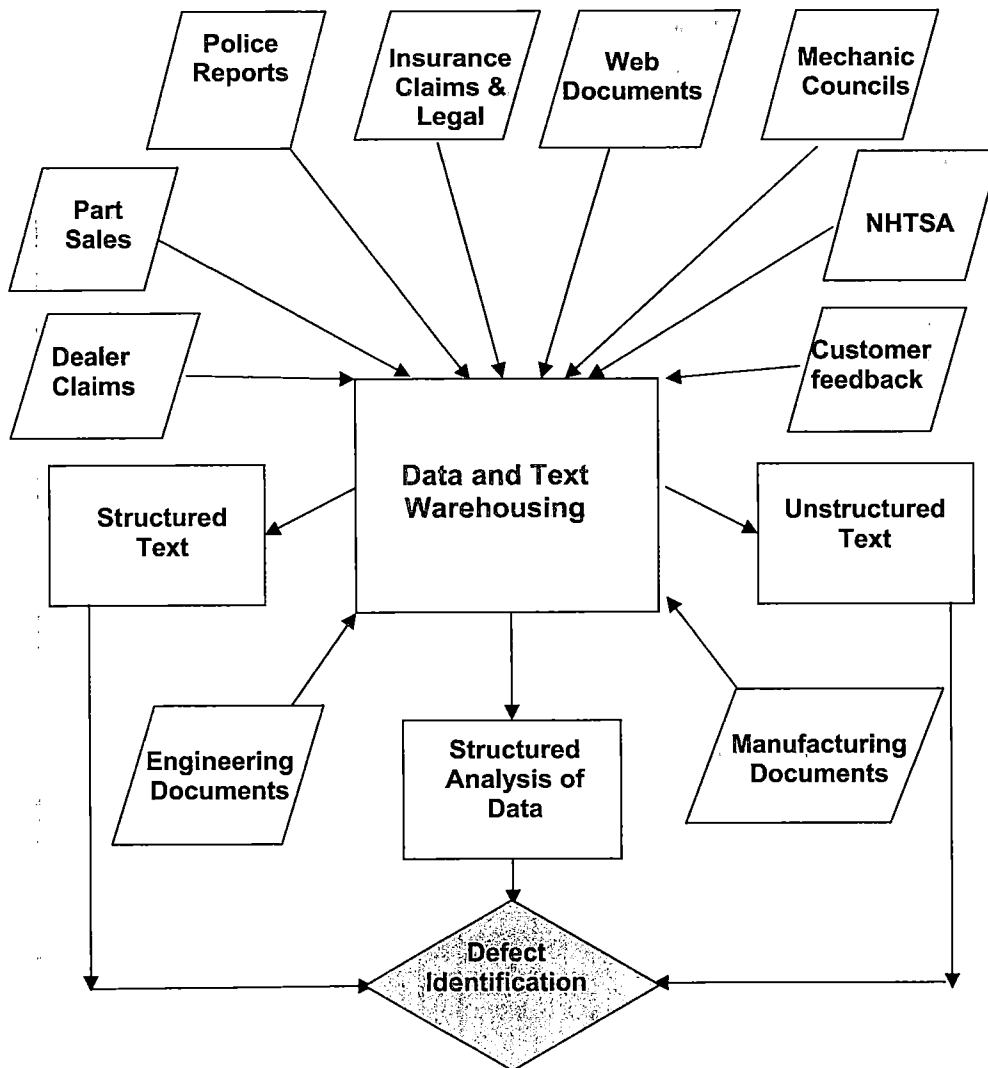 Police
Reports
Insurance
Claims &
Legal
Web
Documents
Mechanic
Councils
Part
Sales
NHTSA
Dealer
Claims
Customer
feedback
Data and Text
Warehousing
Structured
Text
Unstructured
Text
Engineering
Documents
Structured
Analysis of
Data
Manufacturing
Documents
Defect
Identification